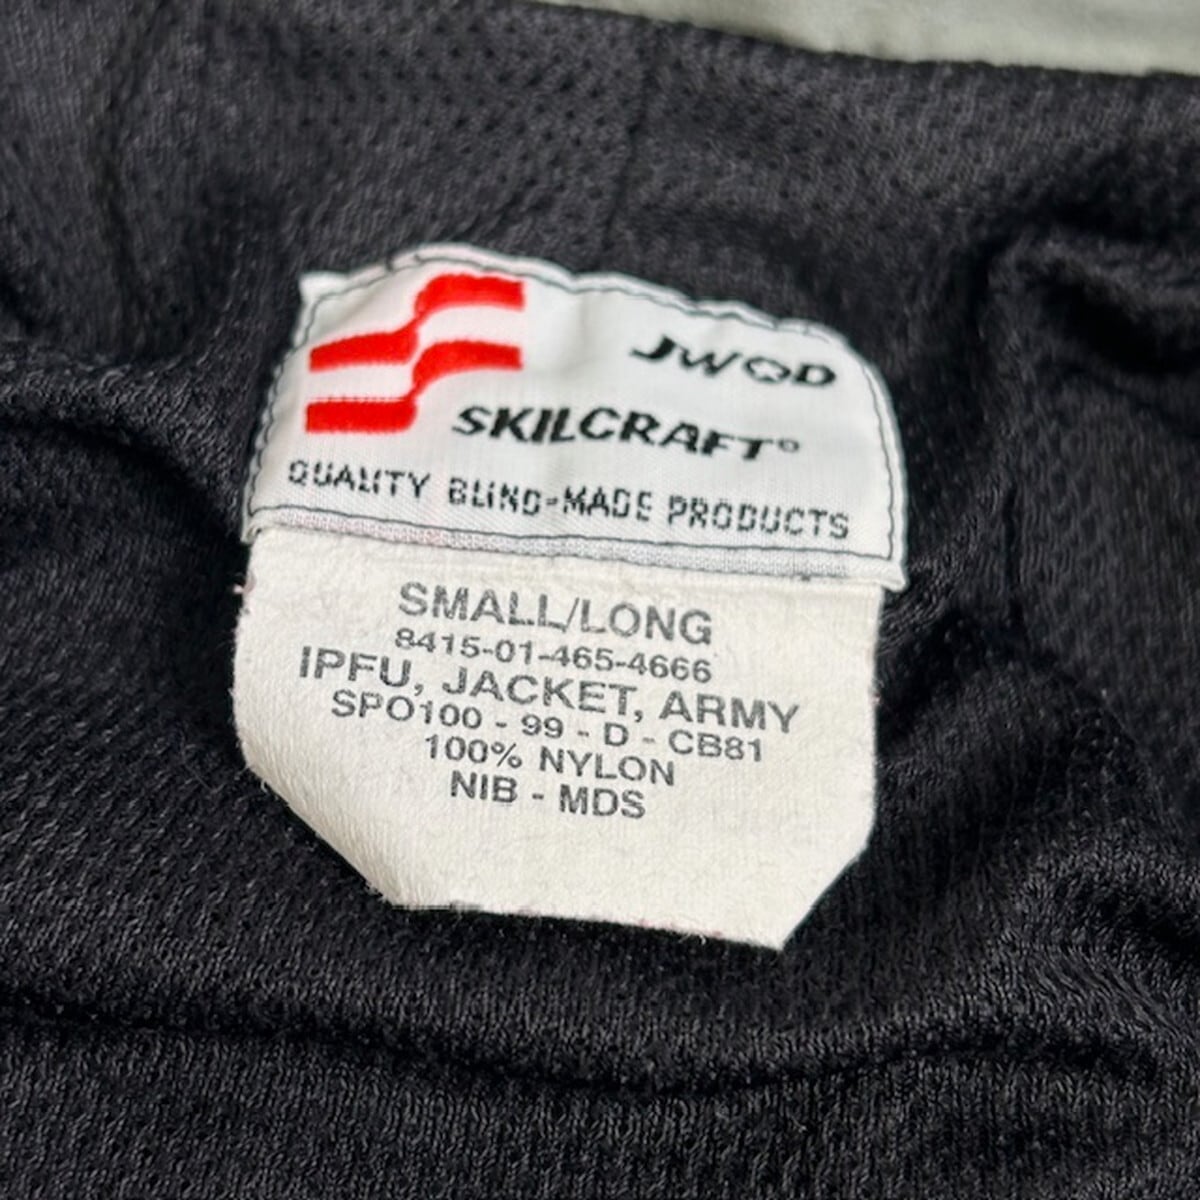 JWOD
SKILCRAFT®
QUALITY BLIND-MADE PRODUCTS
SMALL/LONG
8415-01-465-4666
IPFU, JACKET, ARMY
SPO100 - 99 - D - CB81
100% NYLON
NIB - MDS